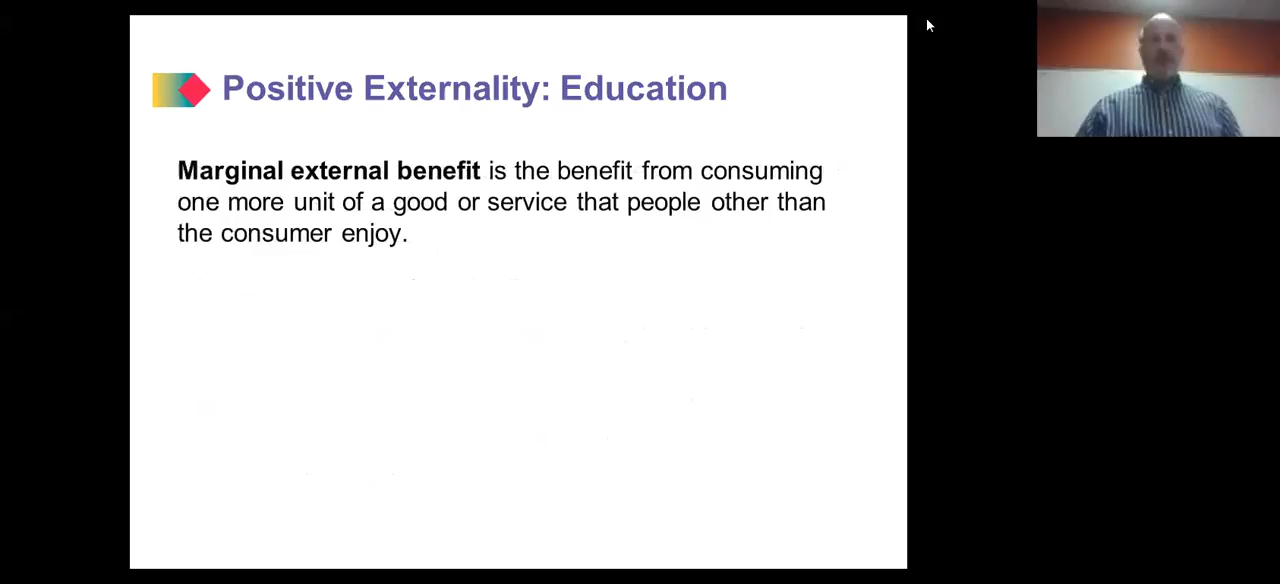 Positive Externality: Education
Marginal external benefit is the benefit from consuming
one more unit of a good or service that people other than
the consumer enjoy.